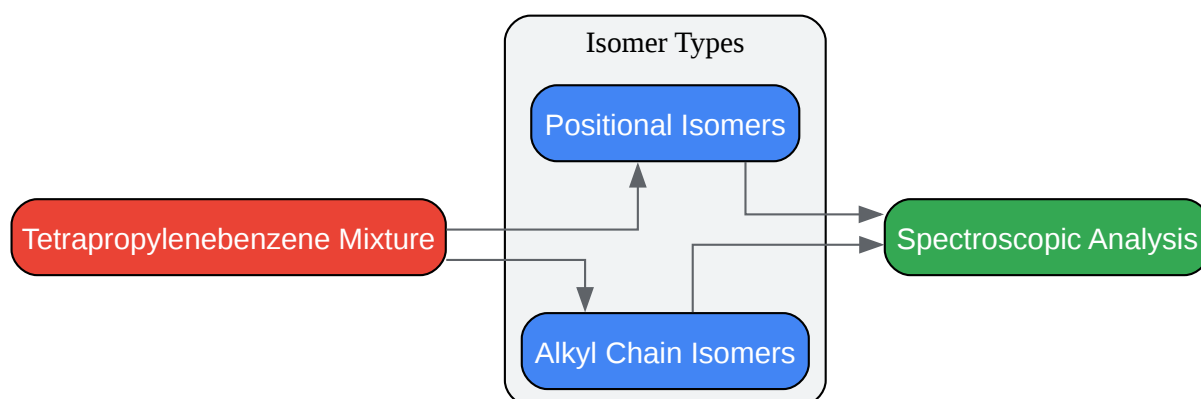 Isomer Types
Positional Isomers
Tetrapropylenebenzene Mixture
Spectroscopic Analysis
Alkyl Chain Isomers